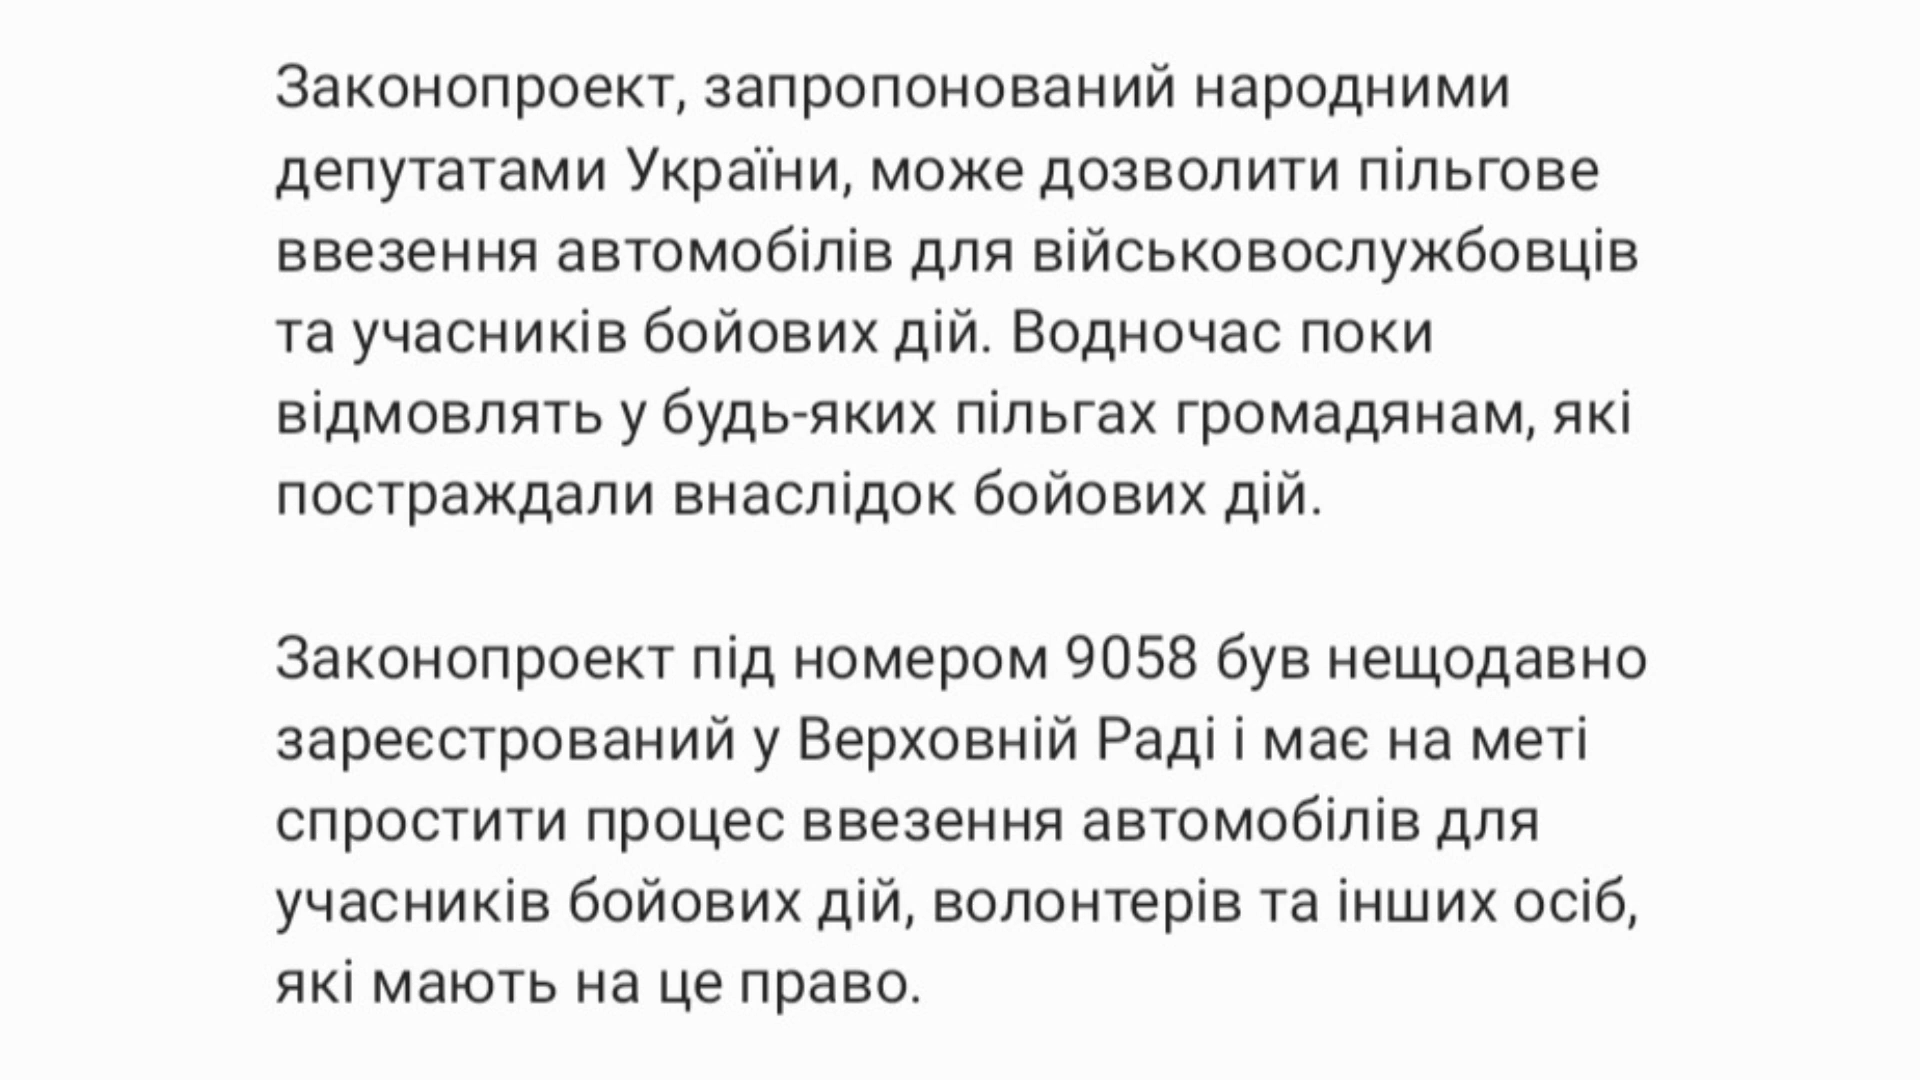 Законопроект, запропонований народними
депутатами України, може дозволити пільгове
ввезення автомобілів для військовослужбовців
та учасників бойових дій. Водночас поки
відмовлять у будь-яких пільгах громадянам, які
постраждали внаслідок бойових дій.
Законопроект під номером 9058 був нещодавно
зареєстрований у Верховній Раді і має на меті
спростити процес ввезення автомобілів для
учасників бойових дій, волонтерів та інших осіб,
які мають на це право.